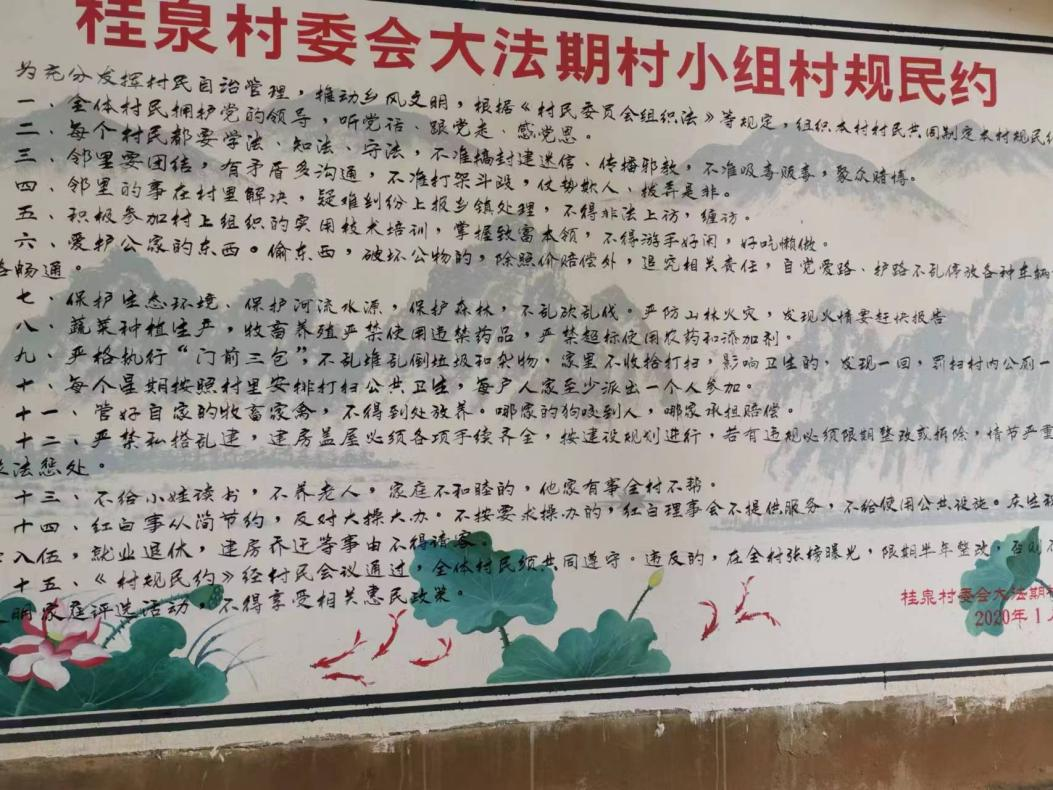 桂泉村委会大法期村小组村规民约
为充分发挥村民自治管理，推动乡风文明，根据《村民委员会组织法》等规定，组织本村村民共同制定本村规民约
一、全体村民拥护党的领导，听党话、跟党走、感党恩。
二、每个村民都要学法、知法、守法，不准搞封建迷信、传播邪教，不准吸毒贩毒，聚众赌博。
三、邻里要团结，有矛盾多沟通，不准打架斗殴，仗势欺人、拨弄是非。
四、邻里的事在村里解决，疑难纠纷上报乡镇处理，不得非法上访，缠访。
五、积极参加村上组织的实用技术培训，掌握致富本领，不得游手好闲，好吃懒做。
六、爱护公家的东西。偷东西，破坏公物的，除照价赔偿外，追究相关责任，自觉爱路、护路不乱停放各种车辆
畅通。
七、保护生态环境、保护河流水源，保护森林，不乱砍乱伐。严防山林火灾，发现火情要赶快报告
八、蔬菜种植生产，牧畜养殖严禁使用违禁药品，严禁超标使用农药和添加剂。
九、严格执行“门前三包”，不乱堆乱倒垃圾和杂物，家里不收拾打扫，影响卫生的，发现一回，罚扫村内公厕一
十、每个星期按照村里安排打扫公共卫生，每户人家至少派出一个人参加。
十一、管好自家的牧畜家禽，不得到处放养。哪家的狗咬到人，哪家承担赔偿。
十二、严禁私搭乱建，建房盖屋必须各项手续齐全，按建设规划进行，若有违规必须限期整改或拆除，情节严重
法惩处。
十三、不给小娃读书，不养老人，家庭不和睦的，他家有事全村不帮。
十四、红白事从简节约，反对大操大办。不按要求操办的，红白理事会不提供服务，不给使用公共设施。庆生
入伍，就业退休，建房乔迁等事由不得请客。
十五、《村规民约》经村民会议通过，全体村民须共同遵守。违反的，在全村张榜曝光，限期半年整改，否则
明家庭评选活动，不得享受相关惠民政策。
桂泉村委会大法期
2020年1